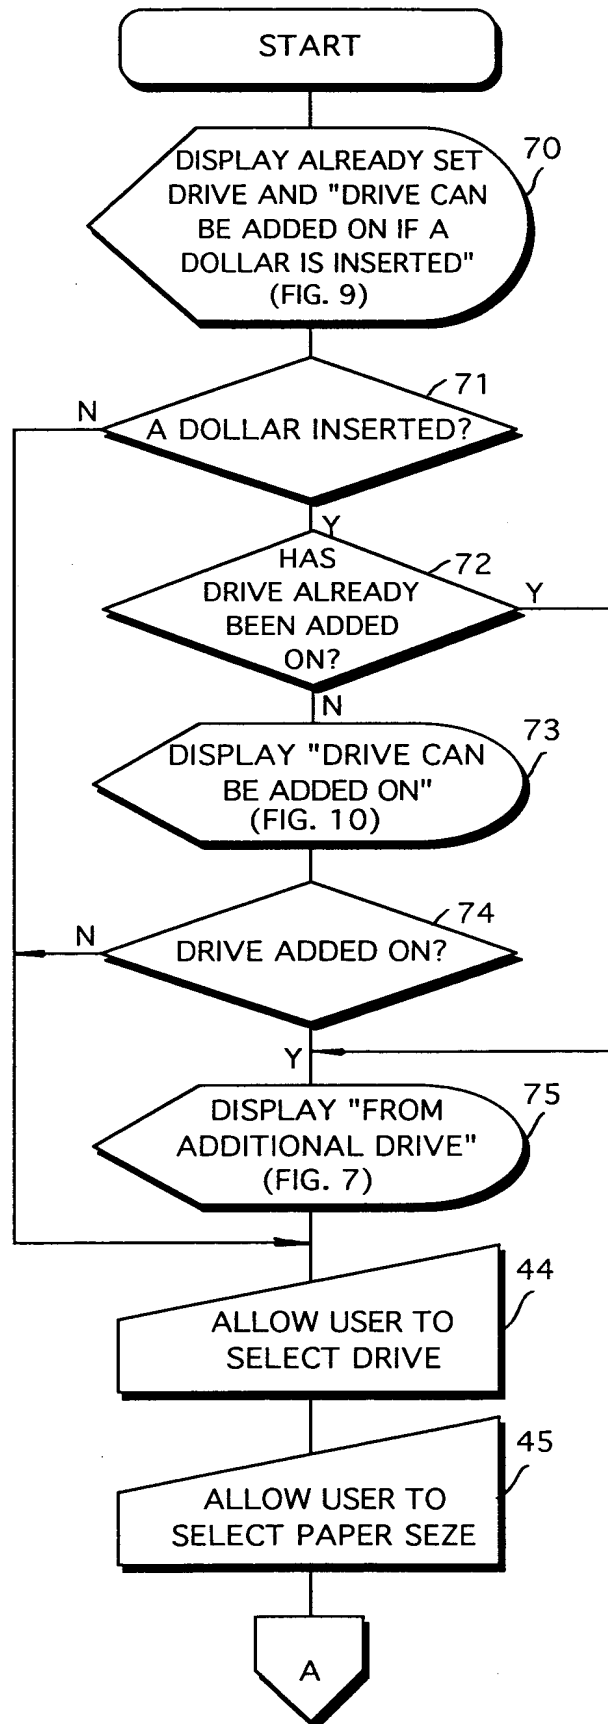 START
70
DISPLAY ALREADY SET
DRIVE AND "DRIVE CAN
BE ADDED ON IF A
DOLLAR IS INSERTED"
(FIG. 9)
71
N
A DOLLAR INSERTED?
Y
72
HAS
DRIVE ALREADY
BEEN ADDED
ON?
Y
N
73
DISPLAY "DRIVE CAN
BE ADDED ON"
(FIG. 10)
74
N
DRIVE ADDED ON?
Y
75
DISPLAY "FROM
ADDITIONAL DRIVE"
(FIG. 7)
44
ALLOW USER TO
SELECT DRIVE
45
ALLOW USER TO
SELECT PAPER SEZE
A